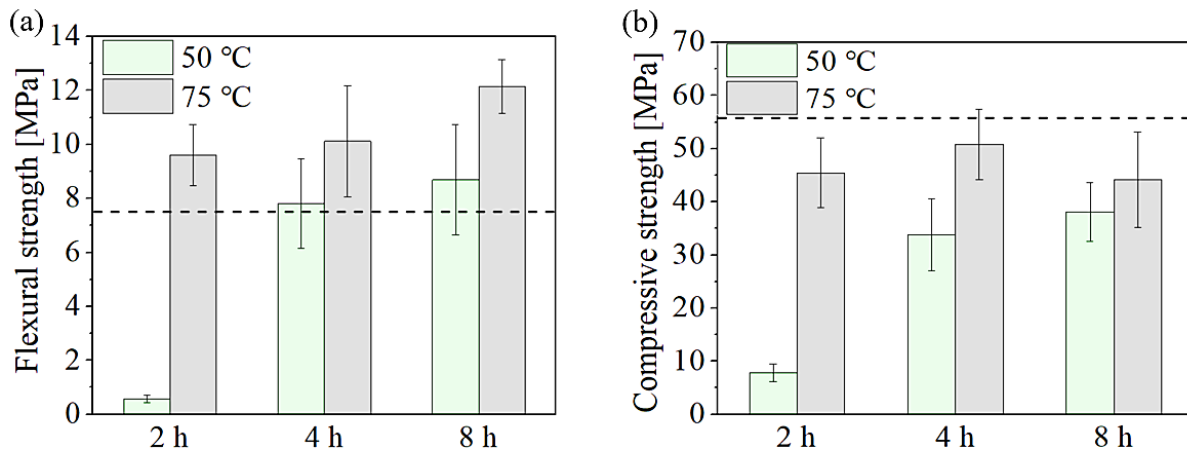 (a)
Flexural strength [MPa]
14
12
10
8
6
4
2
0
50 °C
75 °C
2 h
4 h
8 h
(b)
Compressive strength [MPa]
70
60
50
40
30
20
10
0
50 °C
75 °C
2 h
4 h
8 h